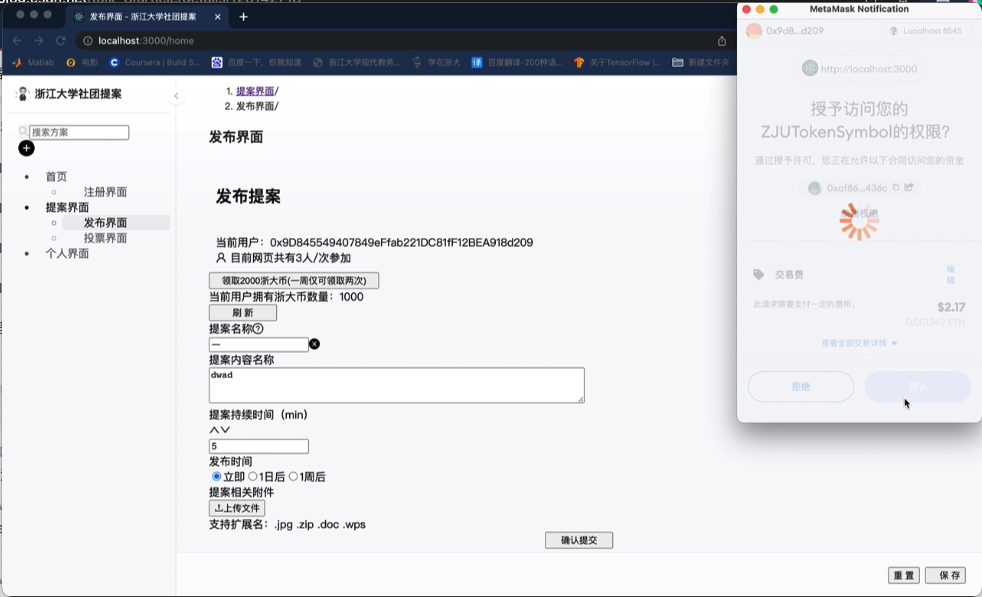 发布界面 - 浙江大学社团提案
localhost:3000/home
Matlab 电影 Coursera | Build S... 百度一下，你就知道 浙江大学现代教务... 学在浙大 百度翻译-200种语... 关于TensorFlow |... 新建文件夹
浙江大学社团提案
搜索方案
首页
注册界面
提案界面
发布界面
投票界面
个人界面
1. 提案界面/
2. 发布界面/
发布界面
发布提案
当前用户：0x9D845549407849eFfab221DC81fF12BEA918d209
目前网页共有3人/次参加
领取2000浙大币(一周仅可领取两次)
当前用户拥有浙大币数量：1000
刷 新
提案名称
一
提案内容名称
dwad
提案持续时间（min）
5
发布时间
立即 1日后 1周后
提案相关附件
上传文件
支持扩展名：.jpg .zip .doc .wps
确认提交
重 置 保 存
MetaMask Notification
0x9d8...d209 Localhost 8545
http://localhost:3000
授予访问您的
ZJUTokenSymbol的权限?
通过授予许可，您正在允许以下合同访问您的资金
0xaf86...436c
交易费
编
辑
此请求需要支付一定的费用。
$2.17
0.001342 ETH
查看全部交易详情
拒绝
确认